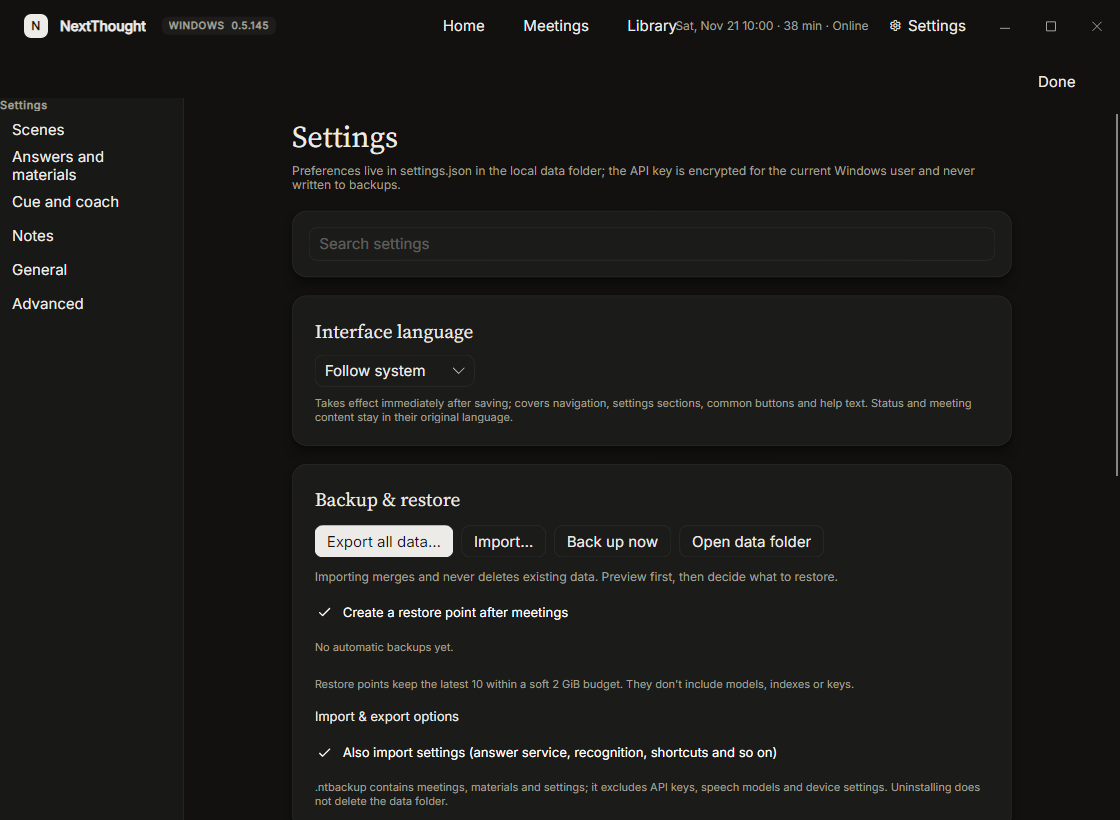 N NextThought WINDOWS 0.5.145 Home Meetings Library Sat, Nov 21 10:00 · 38 min · Online Settings
Done
Settings
Scenes
Answers and
materials
Cue and coach
Notes
General
Advanced
Settings
Preferences live in settings.json in the local data folder; the API key is encrypted for the current Windows user and never
written to backups.
Search settings
Interface language
Follow system
Takes effect immediately after saving; covers navigation, settings sections, common buttons and help text. Status and meeting
content stay in their original language.
Backup & restore
Export all data... Import... Back up now Open data folder
Importing merges and never deletes existing data. Preview first, then decide what to restore.
Create a restore point after meetings
No automatic backups yet.
Restore points keep the latest 10 within a soft 2 GiB budget. They don't include models, indexes or keys.
Import & export options
Also import settings (answer service, recognition, shortcuts and so on)
.ntbackup contains meetings, materials and settings; it excludes API keys, speech models and device settings. Uninstalling does
not delete the data folder.